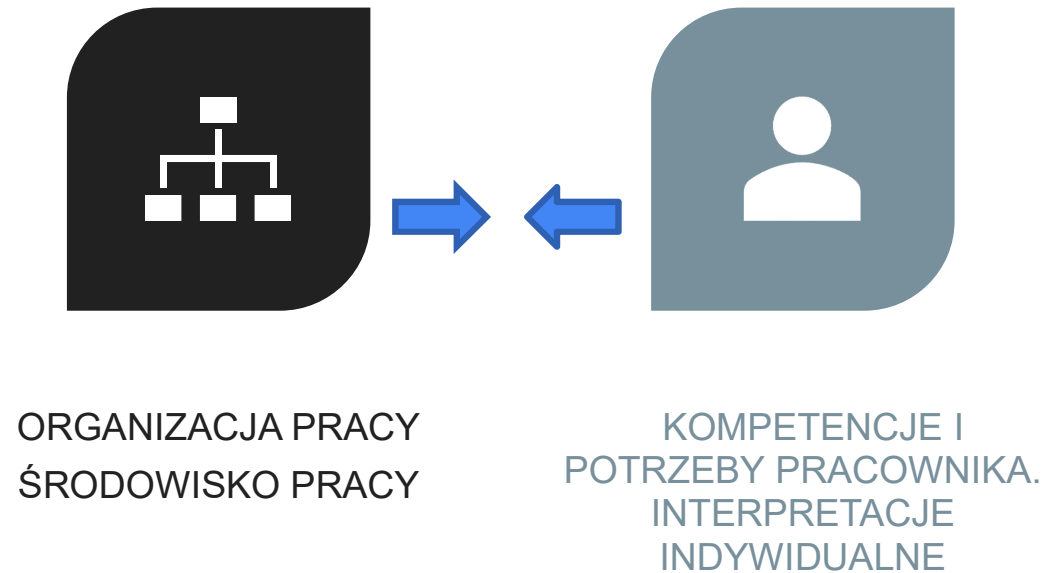 ORGANIZACJA PRACY
ŚRODOWISKO PRACY
KOMPETENCJE I
POTRZEBY PRACOWNIKA.
INTERPRETACJE
INDYWIDUALNE